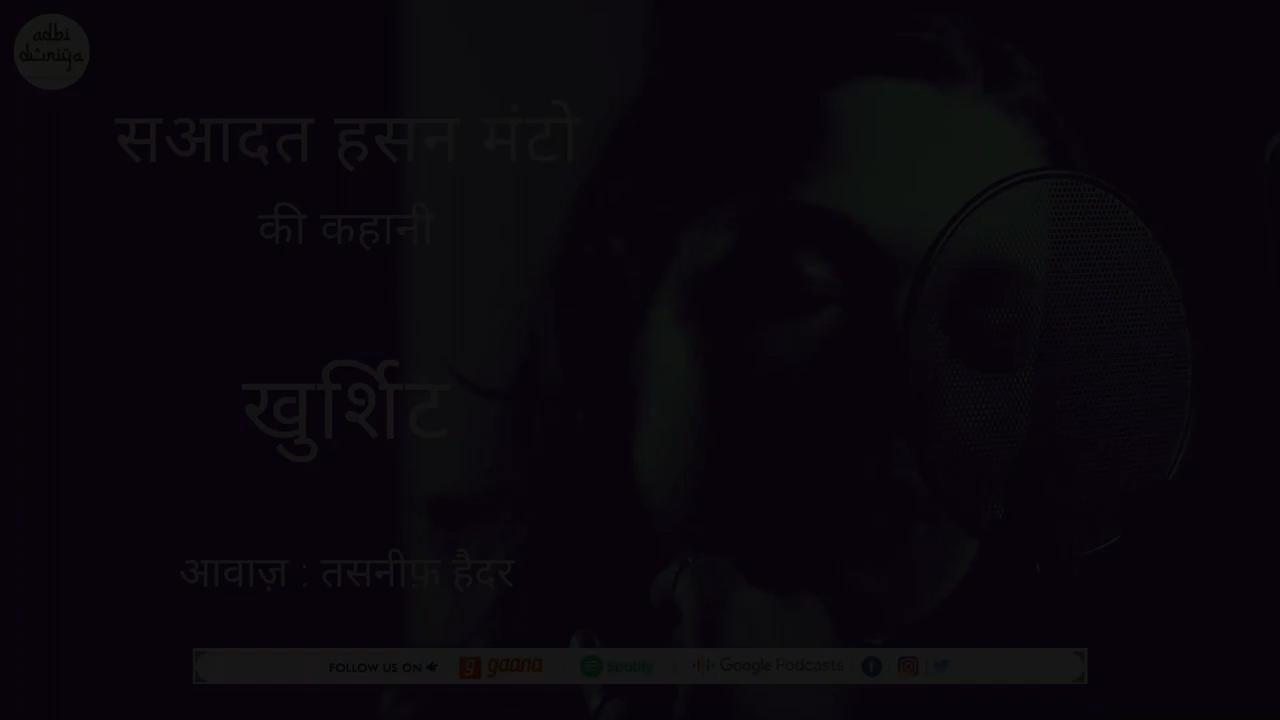 adbi
duniya
सआदत हसन मंटो
की कहानी
खुर्शिट
आवाज़ : तसनीफ़ हैदर
FOLLOW US ON gaana Spotify Google Podcasts